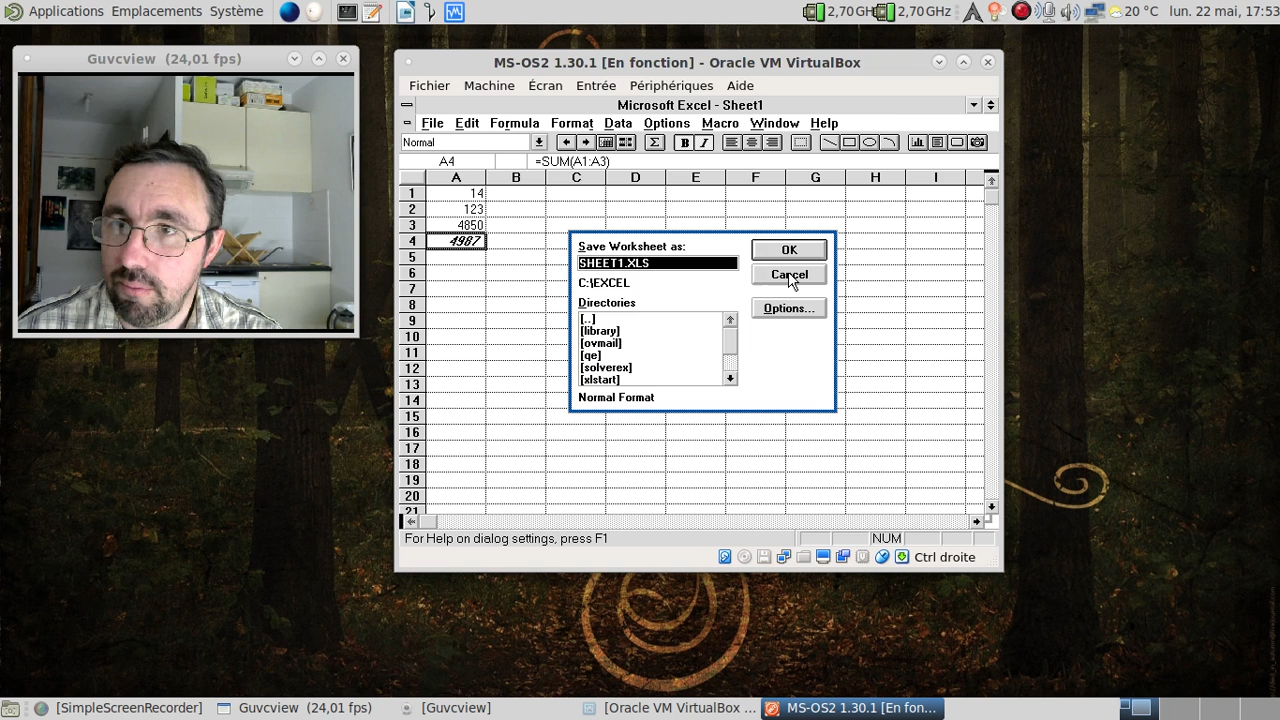 Applications Emplacements Système 2,70 GHz 2,70 GHz 20 °C lun. 22 mai, 17:53
Guvcview (24,01 fps)
MS-OS2 1.30.1 [En fonction] - Oracle VM VirtualBox
Fichier Machine Écran Entrée Périphériques Aide
Microsoft Excel - Sheet1
File Edit Formula Format Data Options Macro Window Help
Normal Σ B I
A4 =SUM(A1:A3)
A B C D E F G H I
1 14
2 123
3 4850
4 4987
5
6
7
8
9
10
11
12
13
14
15
16
17
18
19
20
21
Save Worksheet as:
SHEET1.XLS
C:\EXCEL
Directories
[..]
[library]
[ovmail]
[qe]
[solverex]
[xlstart]
Normal Format
OK
Cancel
Options...
For Help on dialog settings, press F1 NUM
Ctrl droite
[SimpleScreenRecorder] Guvcview (24,01 fps) [Guvcview] [Oracle VM VirtualBox ... MS-OS2 1.30.1 [En fon...